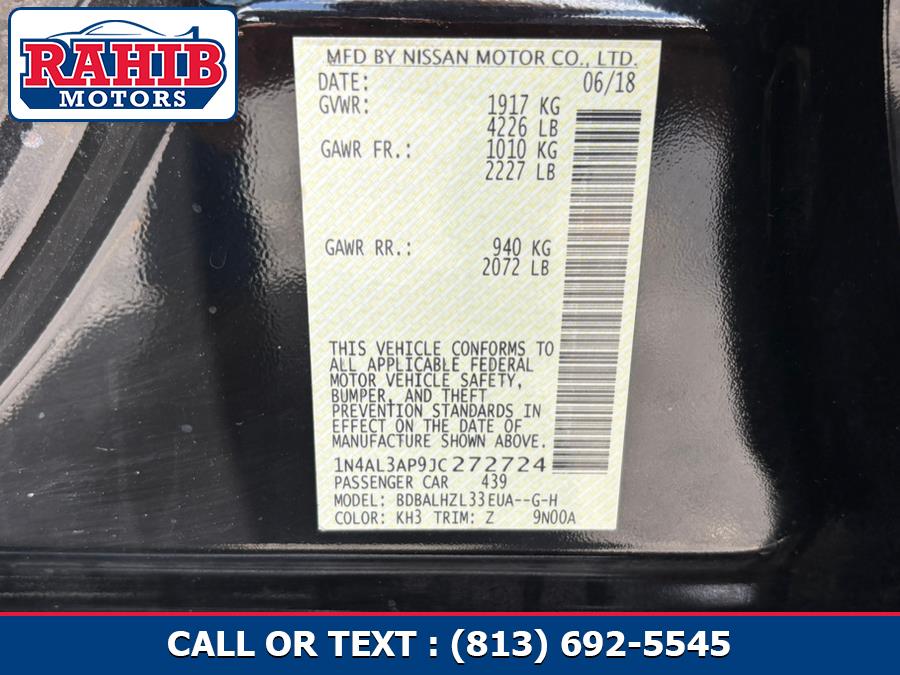 RAHIB
MOTORS
MFD BY NISSAN MOTOR CO., LTD.
DATE: 06/18
GVWR: 1917 KG
4226 LB
GAWR FR.: 1010 KG
2227 LB
GAWR RR.: 940 KG
2072 LB
THIS VEHICLE CONFORMS TO
ALL APPLICABLE FEDERAL
MOTOR VEHICLE SAFETY,
BUMPER, AND THEFT
PREVENTION STANDARDS IN
EFFECT ON THE DATE OF
MANUFACTURE SHOWN ABOVE.
1N4AL3AP9JC272724
PASSENGER CAR 439
MODEL: BDBALHZL33EUA--G-H
COLOR: KH3 TRIM: Z 9N00A
CALL OR TEXT : (813) 692-5545